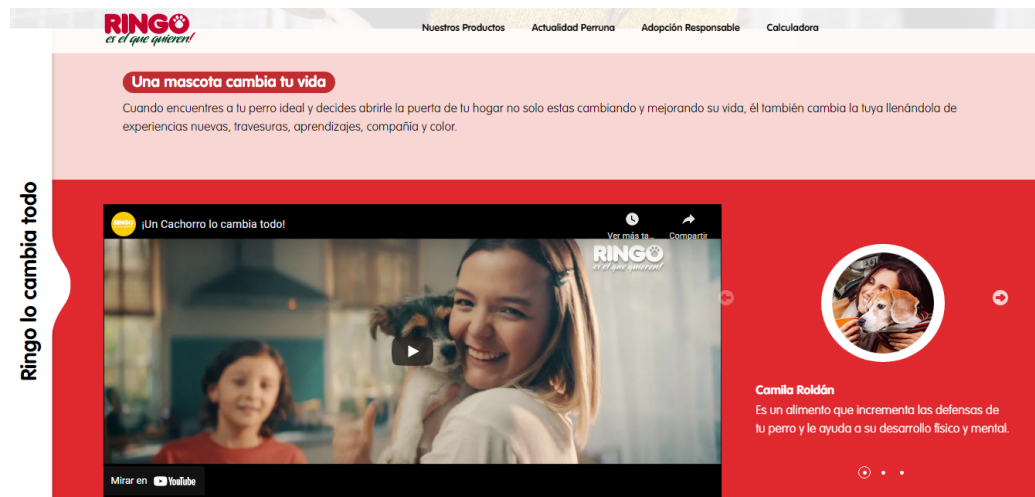 RINGO
es el que quieren!
Nuestros Productos
Actualidad Perruna
Adopción Responsable
Calculadora
Una mascota cambia tu vida
Cuando encuentres a tu perro ideal y decides abrirle la puerta de tu hogar no solo estas cambiando y mejorando su vida, él también cambia la tuya llenándola de
experiencias nuevas, travesuras, aprendizajes, compañía y color.
Ringo lo cambia todo
RINGO
¡Un Cachorro lo cambia todo!
Ver más ta...
Compartir
RINGO
es el que quieren!
Mirar en YouTube
Camila Roldán
Es un alimento que incrementa las defensas de
tu perro y le ayuda a su desarrollo físico y mental.